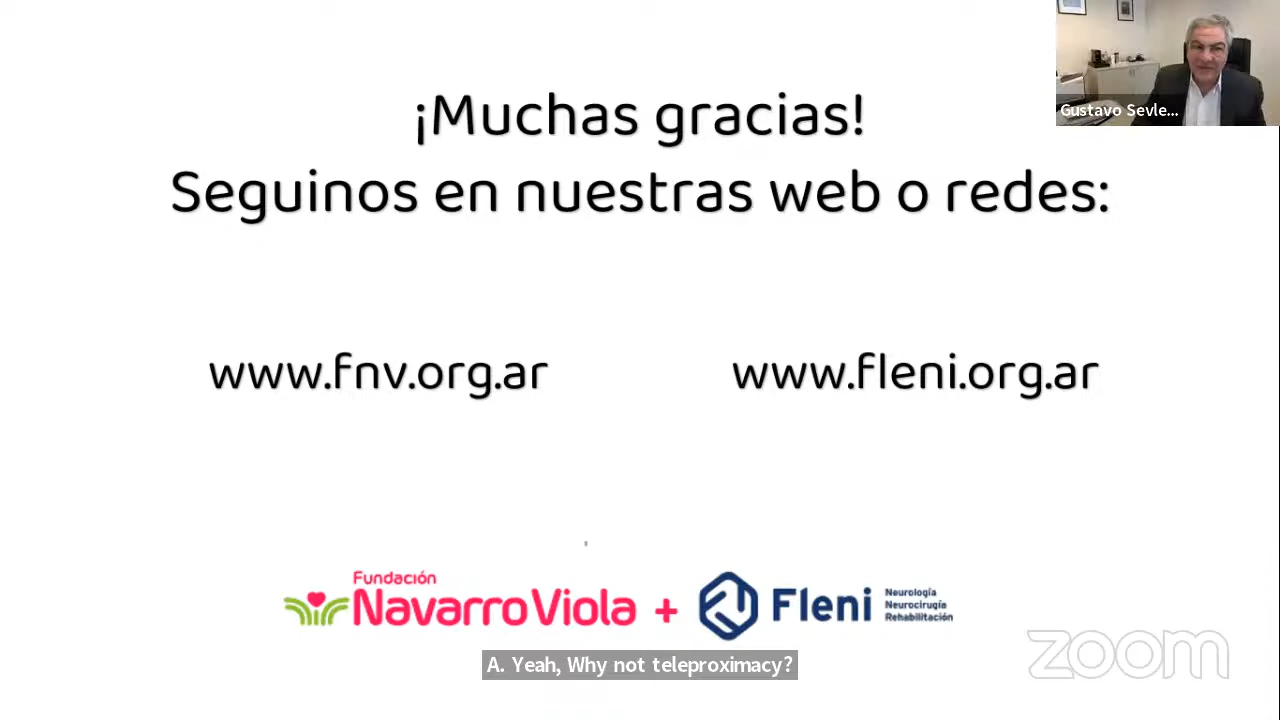 Gustavo Sevle...
¡Muchas gracias!
Seguinos en nuestras web o redes:
www.fnv.org.ar
www.fleni.org.ar
Fundación
NavarroViola + Fleni
Neurología
Neurocirugía
Rehabilitación
A. Yeah, Why not teleproximacy?
zoom